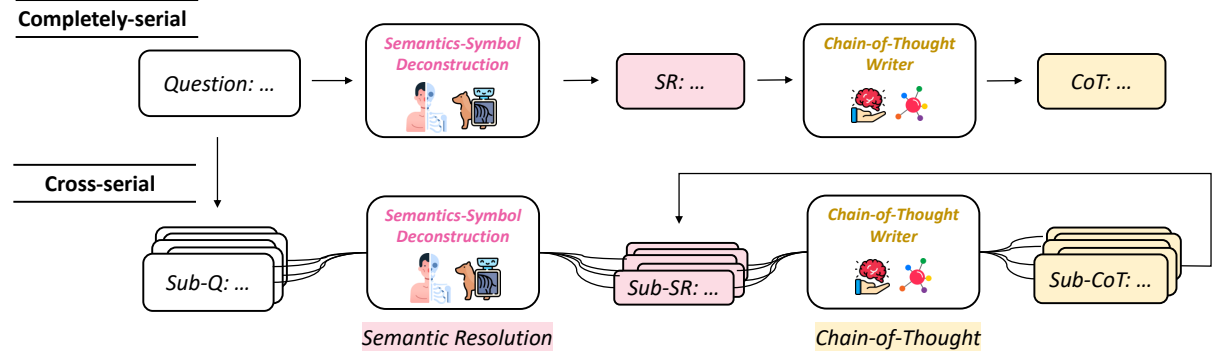 Completely-serial
Question: ...
Semantics-Symbol
Deconstruction
SR: ...
Chain-of-Thought
Writer
CoT: ...
Cross-serial
Sub-Q: ...
Semantics-Symbol
Deconstruction
Sub-SR: ...
Chain-of-Thought
Writer
Sub-CoT: ...
Semantic Resolution
Chain-of-Thought